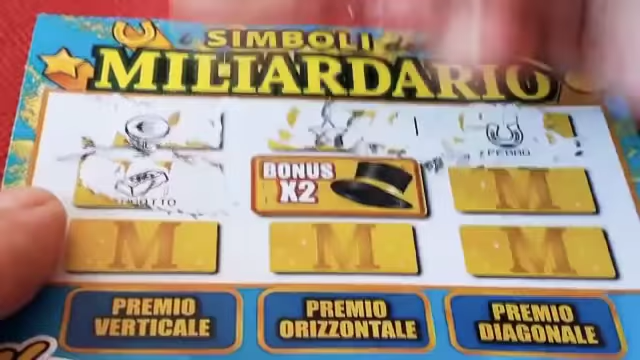 SIMBOLI
MILIARDARIO
BONUS
X2
M
M M M
PREMIO
VERTICALE
PREMIO
ORIZZONTALE
PREMIO
DIAGONALE